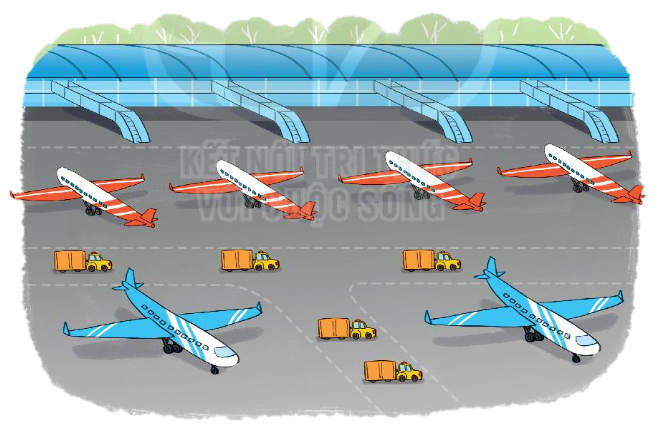 KẾT NỐI TRI THỨC
VỚI CUỘC SỐNG